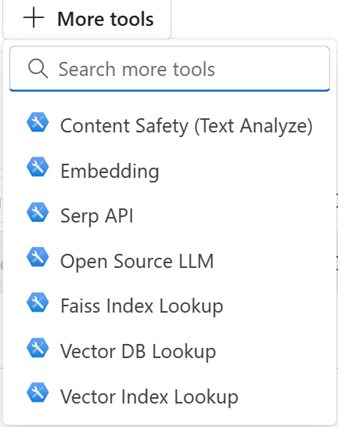 More tools
Search more tools
Content Safety (Text Analyze)
Embedding
Serp API
Open Source LLM
Faiss Index Lookup
Vector DB Lookup
Vector Index Lookup